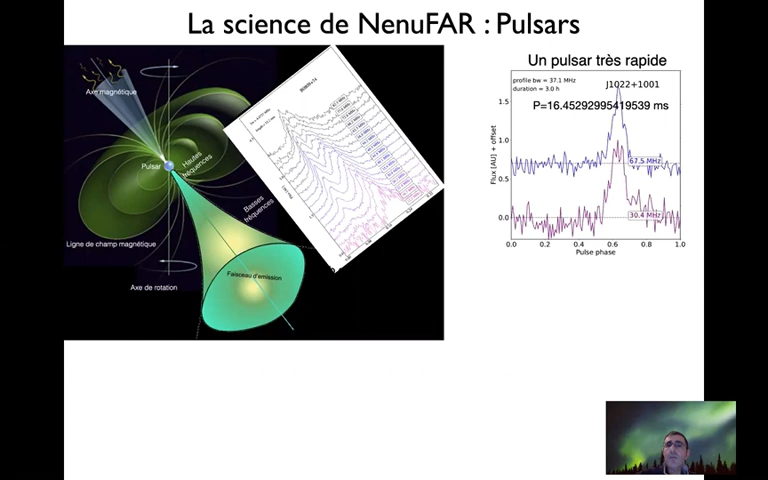 La science de NenuFAR : Pulsars
Axe magnétique
Pulsar
Hautes
fréquences
Basses
fréquences
Ligne de champ magnétique
Faisceau d'emission
Axe de rotation
Un pulsar très rapide
profile bw = 37.1 MHz
duration = 3.0 h
J1022+1001
P=16.45292995419539 ms
67.5 MHz
30.4 MHz
Flux [AU] + offset
1.5
1.0
0.5
0.0
0.0 0.2 0.4 0.6 0.8 1.0
Pulse phase